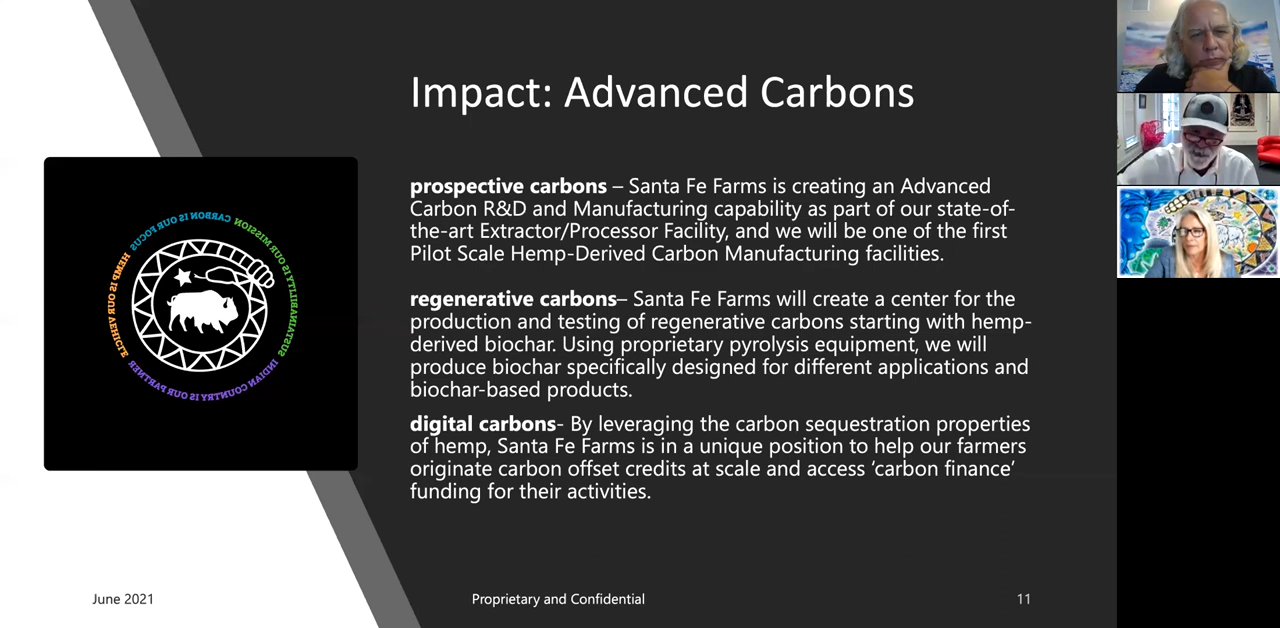 Impact: Advanced Carbons
prospective carbons – Santa Fe Farms is creating an Advanced
Carbon R&D and Manufacturing capability as part of our state-of-
the-art Extractor/Processor Facility, and we will be one of the first
Pilot Scale Hemp-Derived Carbon Manufacturing facilities.
regenerative carbons– Santa Fe Farms will create a center for the
production and testing of regenerative carbons starting with hemp-
derived biochar. Using proprietary pyrolysis equipment, we will
produce biochar specifically designed for different applications and
biochar-based products.
digital carbons- By leveraging the carbon sequestration properties
of hemp, Santa Fe Farms is in a unique position to help our farmers
originate carbon offset credits at scale and access ‘carbon finance’
funding for their activities.
CARBON IS OUR FOCUS
OUR MISSION IS SUSTAINABILITY
HEMP IS OUR VEHICLE
INDIAN COUNTRY IS OUR PARTNER
June 2021
Proprietary and Confidential
11